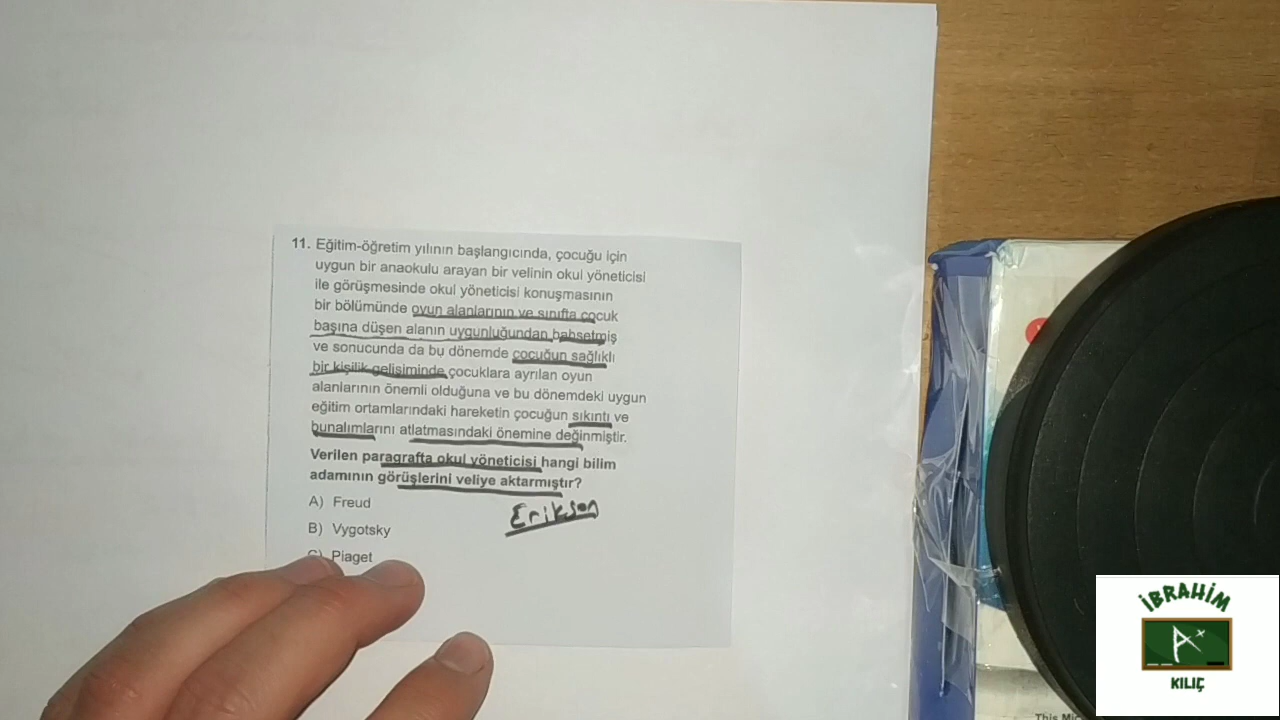 11. Eğitim-öğretim yılının başlangıcında, çocuğu için
uygun bir anaokulu arayan bir velinin okul yöneticisi
ile görüşmesinde okul yöneticisi konuşmasının
bir bölümünde oyun alanlarının ve sınıfta çocuk
başına düşen alanın uygunluğundan bahsetmiş
ve sonucunda da bu dönemde çocuğun sağlıklı
bir kişilik gelişiminde çocuklara ayrılan oyun
alanlarının önemli olduğuna ve bu dönemdeki uygun
eğitim ortamlarındaki hareketin çocuğun sıkıntı ve
bunalımlarını atlatmasındaki önemine değinmiştir.
Verilen paragrafta okul yöneticisi hangi bilim
adamının görüşlerini veliye aktarmıştır?
A) Freud
Erikson
B) Vygotsky
C) Piaget
İBRAHİM
A+
KILIÇ
This Mic